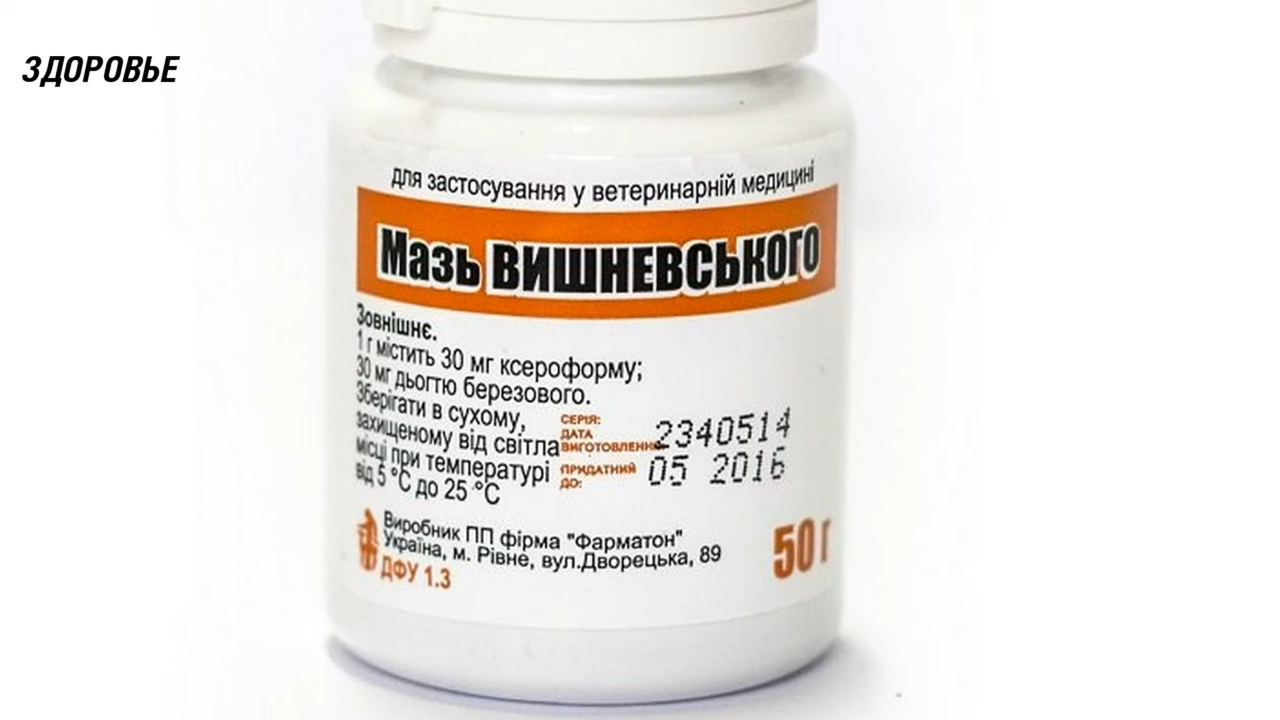 ЗДОРОВЬЕ
для застосування у ветеринарній медицині
Мазь ВИШНЕВСЬКОГО
Зовнішнє.
1 г містить 30 мг ксероформу;
30 мг дьогтю березового.
Зберігати в сухому,
захищеному від світла
місці при температурі
від 5 °С до 25 °С
СЕРІЯ:
ДАТА
ВИГОТОВЛЕННЯ
2340514
ПРИДАТНИЙ
ДО:
05 2016
Виробник ПП фірма "Фарматон"
Україна, м. Рівне, вул.Дворецька, 89
ДФУ 1.3
50 г